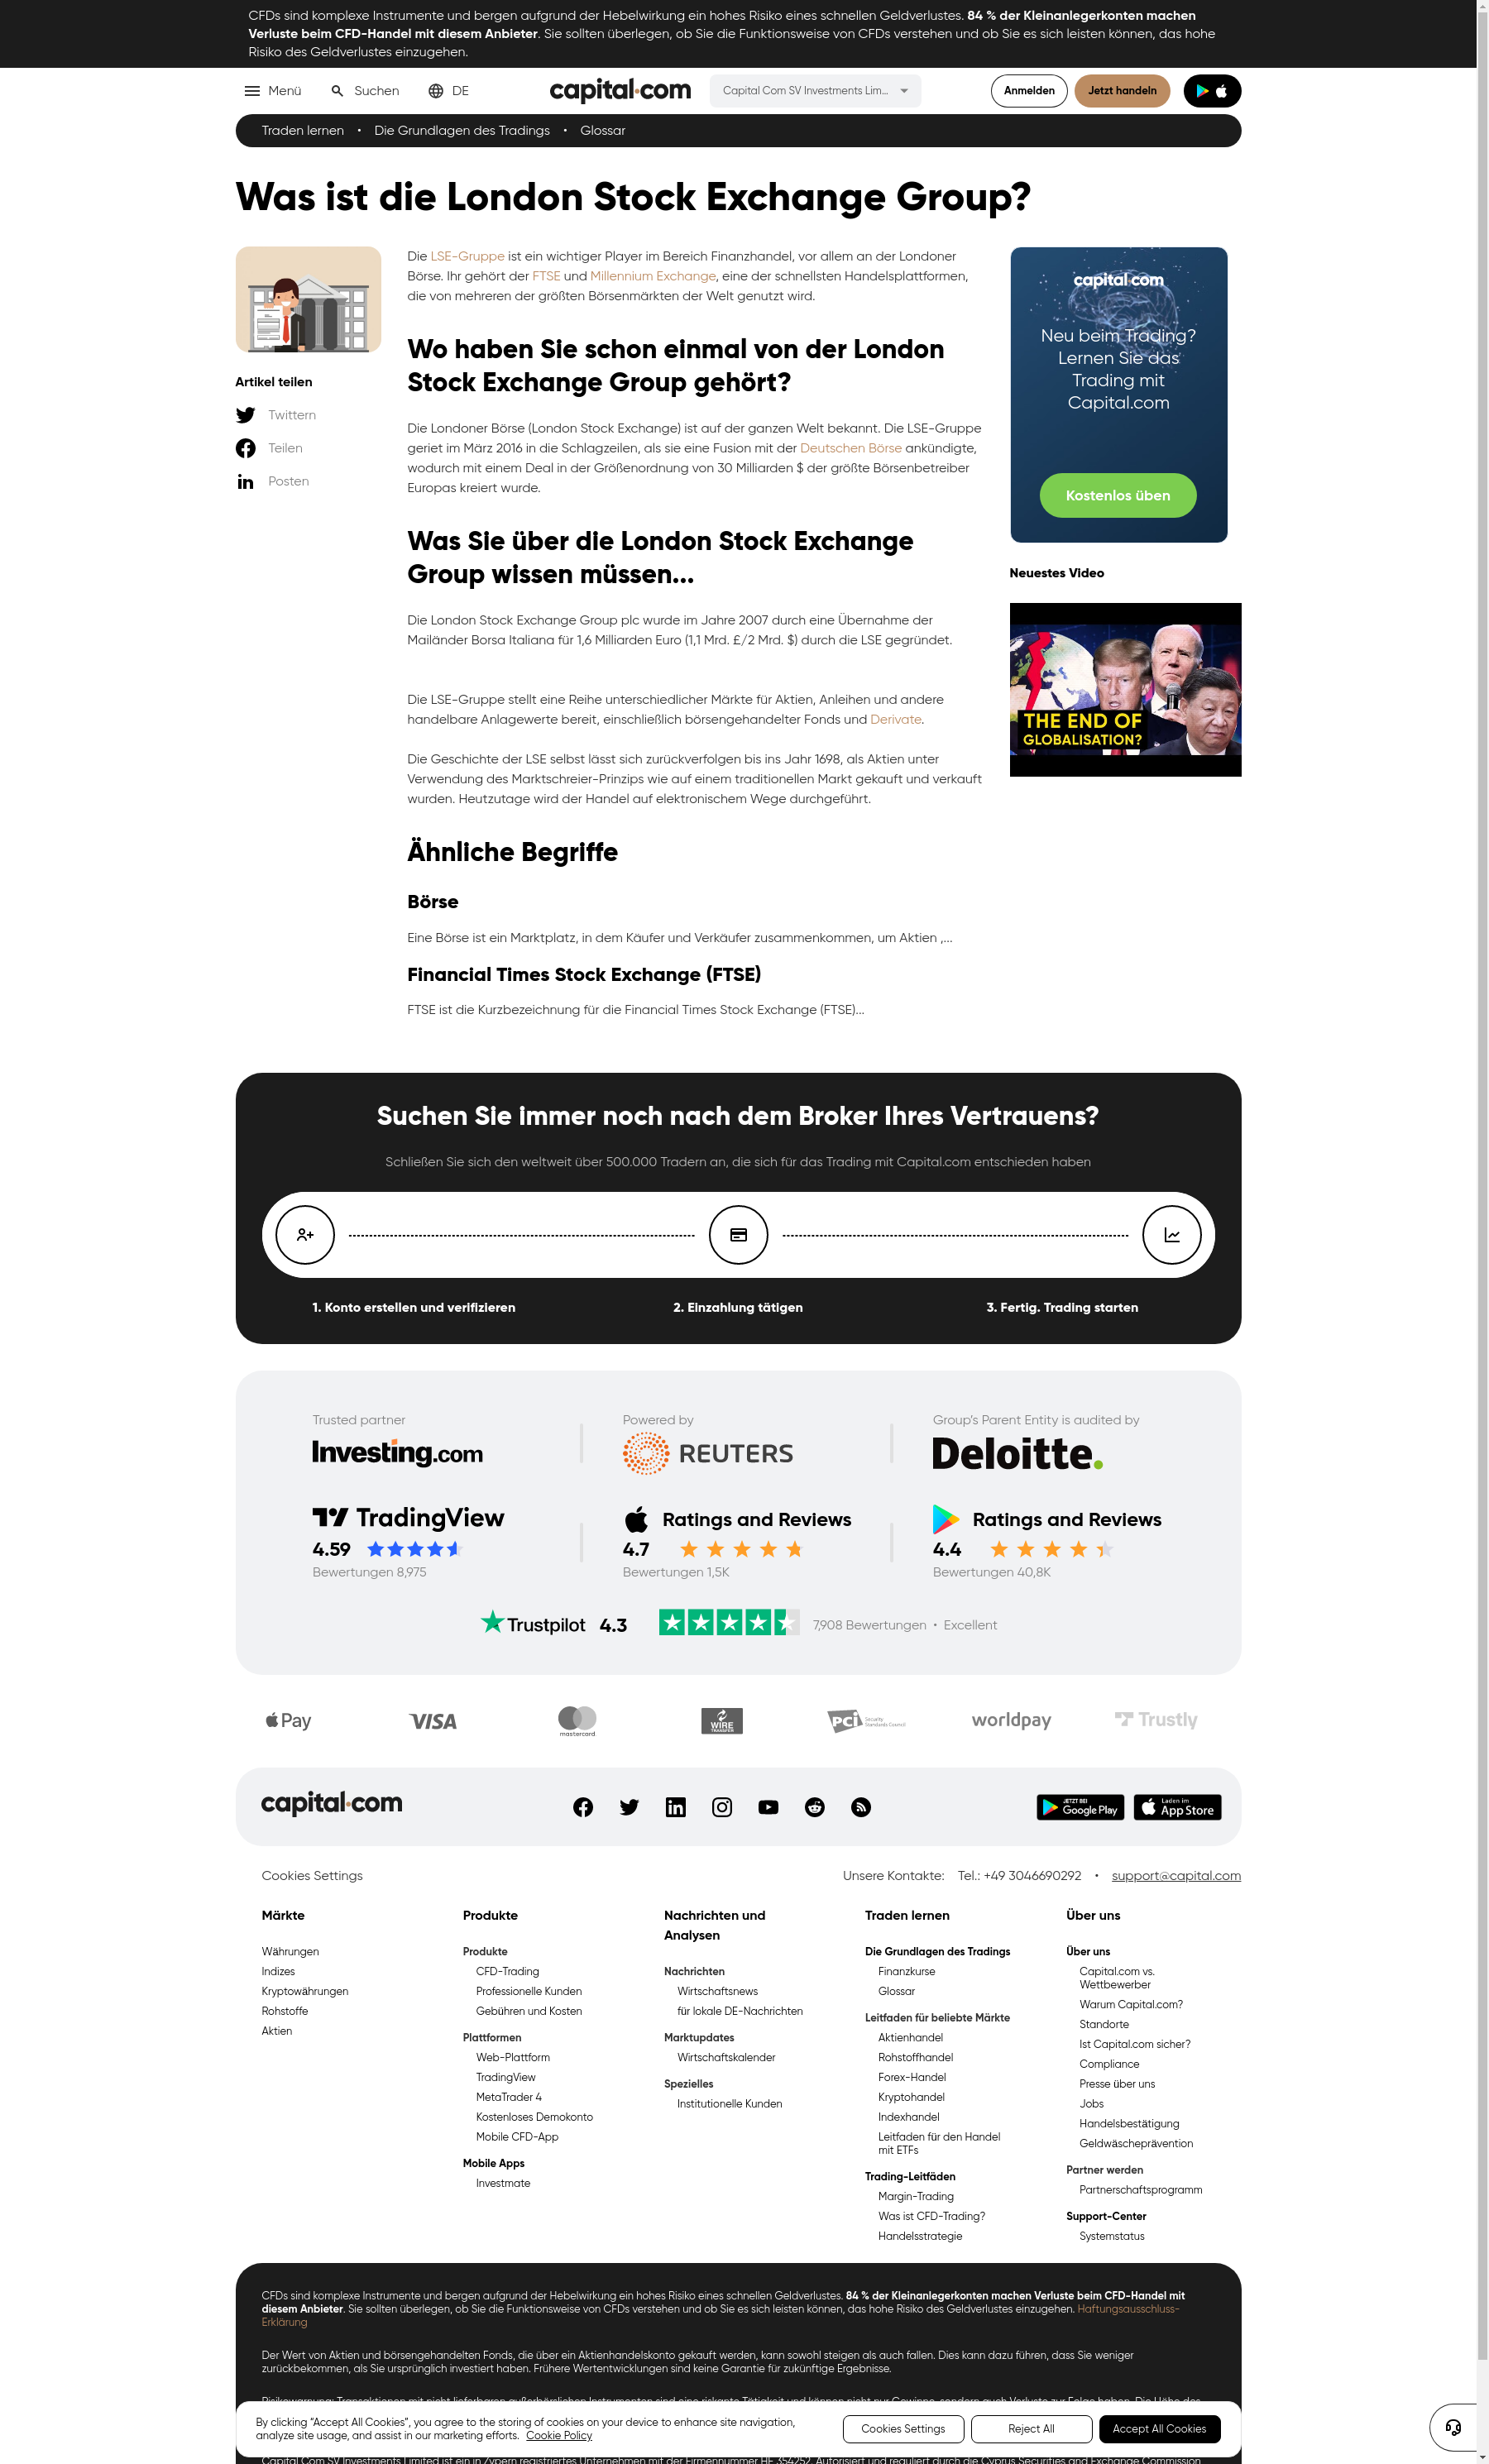 CFDs sind komplexe Instrumente und bergen aufgrund der Hebelwirkung ein hohes Risiko eines schnellen Geldverlustes. 84 % der Kleinanlegerkonten machen
Verluste beim CFD-Handel mit diesem Anbieter. Sie sollten überlegen, ob Sie die Funktionsweise von CFDs verstehen und ob Sie es sich leisten können, das hohe
Risiko des Geldverlustes einzugehen.
Menü Suchen DE capital.com Capital Com SV Investments Lim... Anmelden Jetzt handeln
Traden lernen • Die Grundlagen des Tradings • Glossar
Was ist die London Stock Exchange Group?
Artikel teilen
Twittern
Teilen
Posten
Die LSE-Gruppe ist ein wichtiger Player im Bereich Finanzhandel, vor allem an der Londoner
Börse. Ihr gehört der FTSE und Millennium Exchange, eine der schnellsten Handelsplattformen,
die von mehreren der größten Börsenmärkten der Welt genutzt wird.
Wo haben Sie schon einmal von der London
Stock Exchange Group gehört?
Die Londoner Börse (London Stock Exchange) ist auf der ganzen Welt bekannt. Die LSE-Gruppe
geriet im März 2016 in die Schlagzeilen, als sie eine Fusion mit der Deutschen Börse ankündigte,
wodurch mit einem Deal in der Größenordnung von 30 Milliarden $ der größte Börsenbetreiber
Europas kreiert wurde.
Was Sie über die London Stock Exchange
Group wissen müssen...
Die London Stock Exchange Group plc wurde im Jahre 2007 durch eine Übernahme der
Mailänder Borsa Italiana für 1,6 Milliarden Euro (1,1 Mrd. £/2 Mrd. $) durch die LSE gegründet.
Die LSE-Gruppe stellt eine Reihe unterschiedlicher Märkte für Aktien, Anleihen und andere
handelbare Anlagewerte bereit, einschließlich börsengehandelter Fonds und Derivate.
Die Geschichte der LSE selbst lässt sich zurückverfolgen bis ins Jahr 1698, als Aktien unter
Verwendung des Marktschreier-Prinzips wie auf einem traditionellen Markt gekauft und verkauft
wurden. Heutzutage wird der Handel auf elektronischem Wege durchgeführt.
Ähnliche Begriffe
Börse
Eine Börse ist ein Marktplatz, in dem Käufer und Verkäufer zusammenkommen, um Aktien ,...
Financial Times Stock Exchange (FTSE)
FTSE ist die Kurzbezeichnung für die Financial Times Stock Exchange (FTSE)...
capital.com
Neu beim Trading?
Lernen Sie das
Trading mit
Capital.com
Kostenlos üben
Neuestes Video
THE END OF
GLOBALISATION?
Suchen Sie immer noch nach dem Broker Ihres Vertrauens?
Schließen Sie sich den weltweit über 500.000 Tradern an, die sich für das Trading mit Capital.com entschieden haben
1. Konto erstellen und verifizieren 2. Einzahlung tätigen 3. Fertig. Trading starten
Trusted partner
Investing.com
Powered by
REUTERS
Group's Parent Entity is audited by
Deloitte.
TradingView
4.59
Bewertungen 8,975
Ratings and Reviews
4.7
Bewertungen 1,5K
Ratings and Reviews
4.4
Bewertungen 40,8K
Trustpilot 4.3 7,908 Bewertungen • Excellent
Pay VISA mastercard. WIRE TRANSFER PCI Security Standards Council worldpay Trustly
capital.com JETZT BEI Google Play Laden im App Store
Cookies Settings Unsere Kontakte: Tel.: +49 3046690292 • support@capital.com
Märkte
Währungen
Indizes
Kryptowährungen
Rohstoffe
Aktien
Produkte
Produkte
CFD-Trading
Professionelle Kunden
Gebühren und Kosten
Plattformen
Web-Plattform
TradingView
MetaTrader 4
Kostenloses Demokonto
Mobile CFD-App
Mobile Apps
Investmate
Nachrichten und
Analysen
Nachrichten
Wirtschaftsnews
für lokale DE-Nachrichten
Marktupdates
Wirtschaftskalender
Spezielles
Institutionelle Kunden
Traden lernen
Die Grundlagen des Tradings
Finanzkurse
Glossar
Leitfaden für beliebte Märkte
Aktienhandel
Rohstoffhandel
Forex-Handel
Kryptohandel
Indexhandel
Leitfaden für den Handel
mit ETFs
Trading-Leitfäden
Margin-Trading
Was ist CFD-Trading?
Handelsstrategie
Über uns
Über uns
Capital.com vs.
Wettbewerber
Warum Capital.com?
Standorte
Ist Capital.com sicher?
Compliance
Presse über uns
Jobs
Handelsbestätigung
Geldwäscheprävention
Partner werden
Partnerschaftsprogramm
Support-Center
Systemstatus
CFDs sind komplexe Instrumente und bergen aufgrund der Hebelwirkung ein hohes Risiko eines schnellen Geldverlustes. 84 % der Kleinanlegerkonten machen Verluste beim CFD-Handel mit
diesem Anbieter. Sie sollten überlegen, ob Sie die Funktionsweise von CFDs verstehen und ob Sie es sich leisten können, das hohe Risiko des Geldverlustes einzugehen. Haftungsausschluss-
Erklärung
Der Wert von Aktien und börsengehandelten Fonds, die über ein Aktienhandelskonto gekauft werden, kann sowohl steigen als auch fallen. Dies kann dazu führen, dass Sie weniger
zurückbekommen, als Sie ursprünglich investiert haben. Frühere Wertentwicklungen sind keine Garantie für zukünftige Ergebnisse.
By clicking “Accept All Cookies”, you agree to the storing of cookies on your device to enhance site navigation,
analyze site usage, and assist in our marketing efforts. Cookie Policy
Cookies Settings Reject All Accept All Cookies
Capital Com SV Investments Limited ist ein in Zypern registriertes Unternehmen mit der Firmennummer HE 354252. Autorisiert und reguliert durch die Cyprus Securities and Exchange Commission